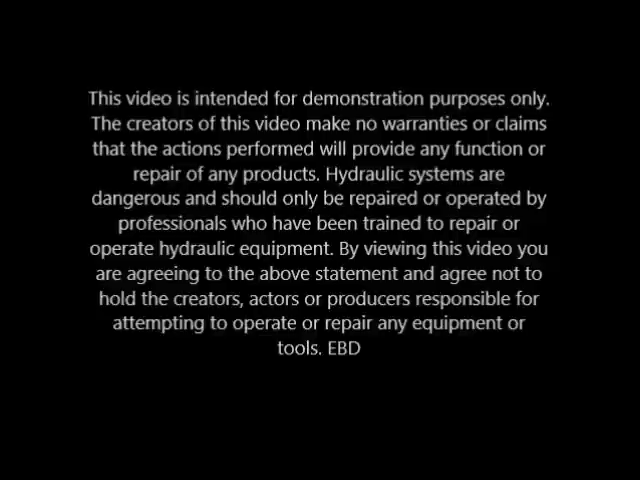 This video is intended for demonstration purposes only.
The creators of this video make no warranties or claims
that the actions performed will provide any function or
repair of any products. Hydraulic systems are
dangerous and should only be repaired or operated by
professionals who have been trained to repair or
operate hydraulic equipment. By viewing this video you
are agreeing to the above statement and agree not to
hold the creators, actors or producers responsible for
attempting to operate or repair any equipment or
tools. EBD